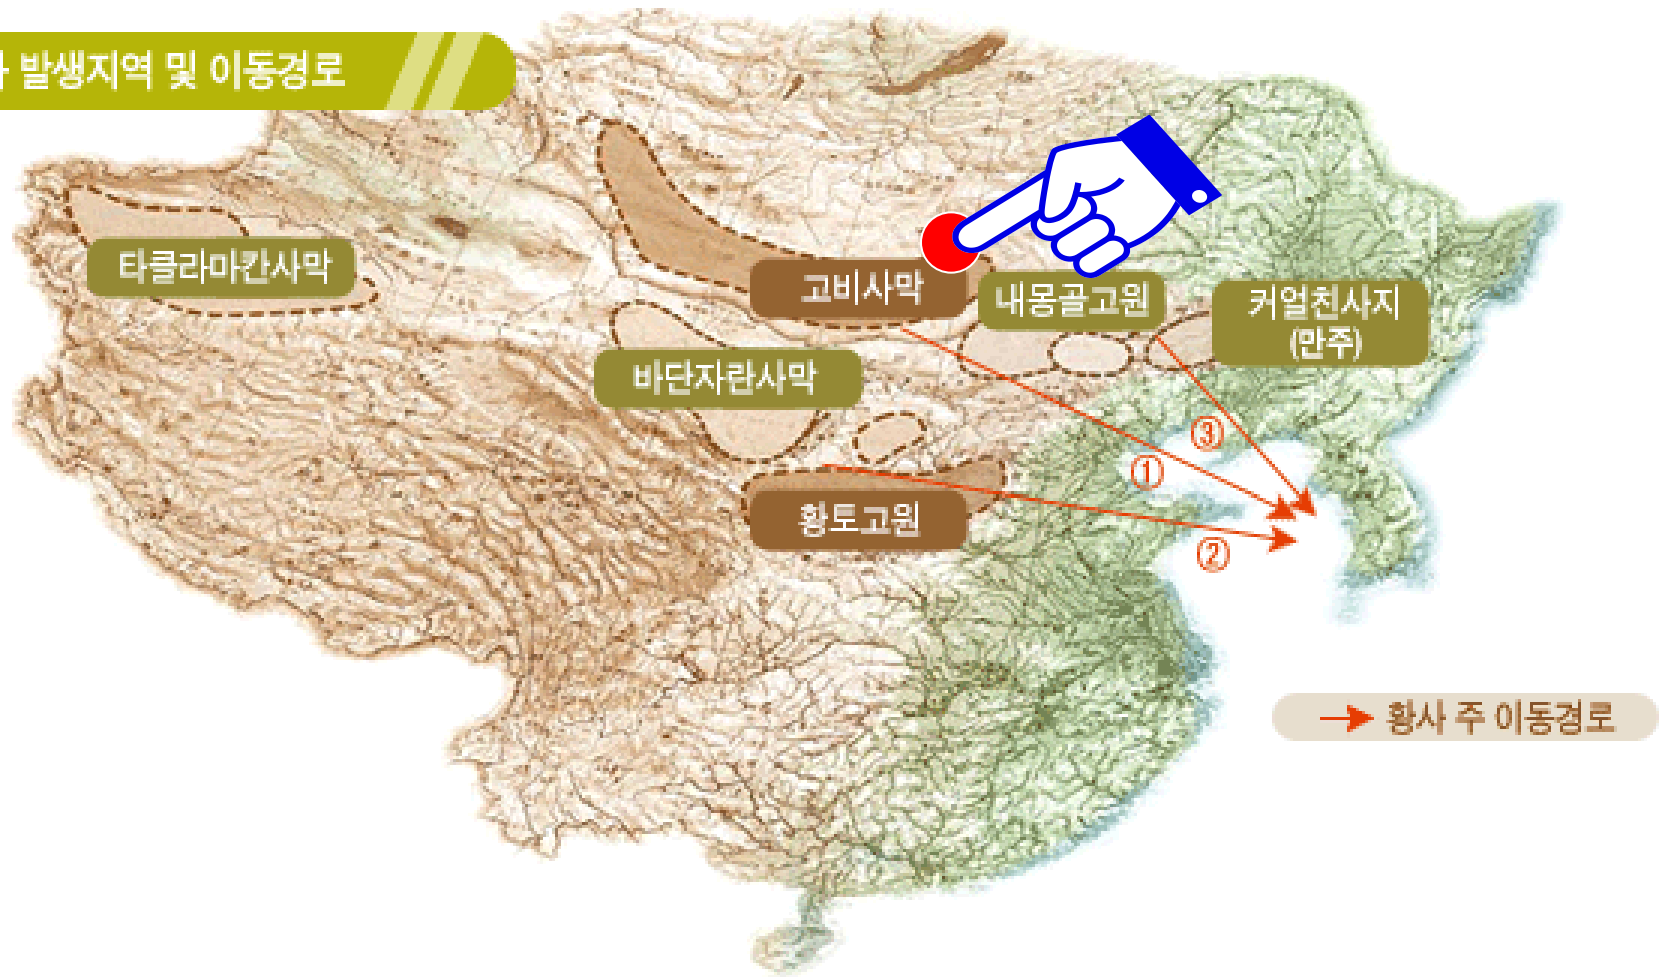 발생지역 및 이동경로
타클라마칸사막
고비사막
내몽골고원
커얼친사지
(만주)
바단자란사막
③
①
황토고원
②
황사 주 이동경로